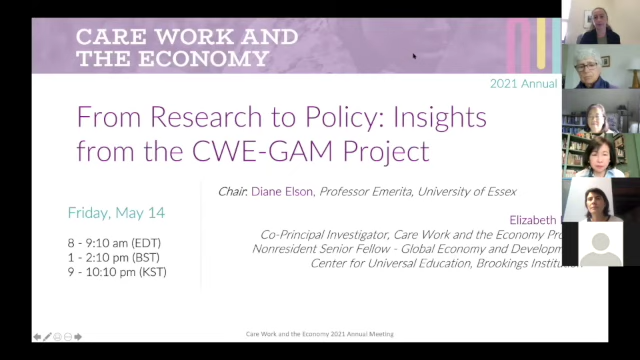 CARE WORK AND
THE ECONOMY
2021 Annual
From Research to Policy: Insights
from the CWE-GAM Project
Chair: Diane Elson, Professor Emerita, University of Essex
Friday, May 14
Elizabeth
8 - 9:10 am (EDT)
Co-Principal Investigator, Care Work and the Economy
1 - 2:10 pm (BST)
Nonresident Senior Fellow - Global Economy and
9 - 10:10 pm (KST)
Center for Universal Education, Brookings
Care Work and the Economy 2021 Annual Meeting